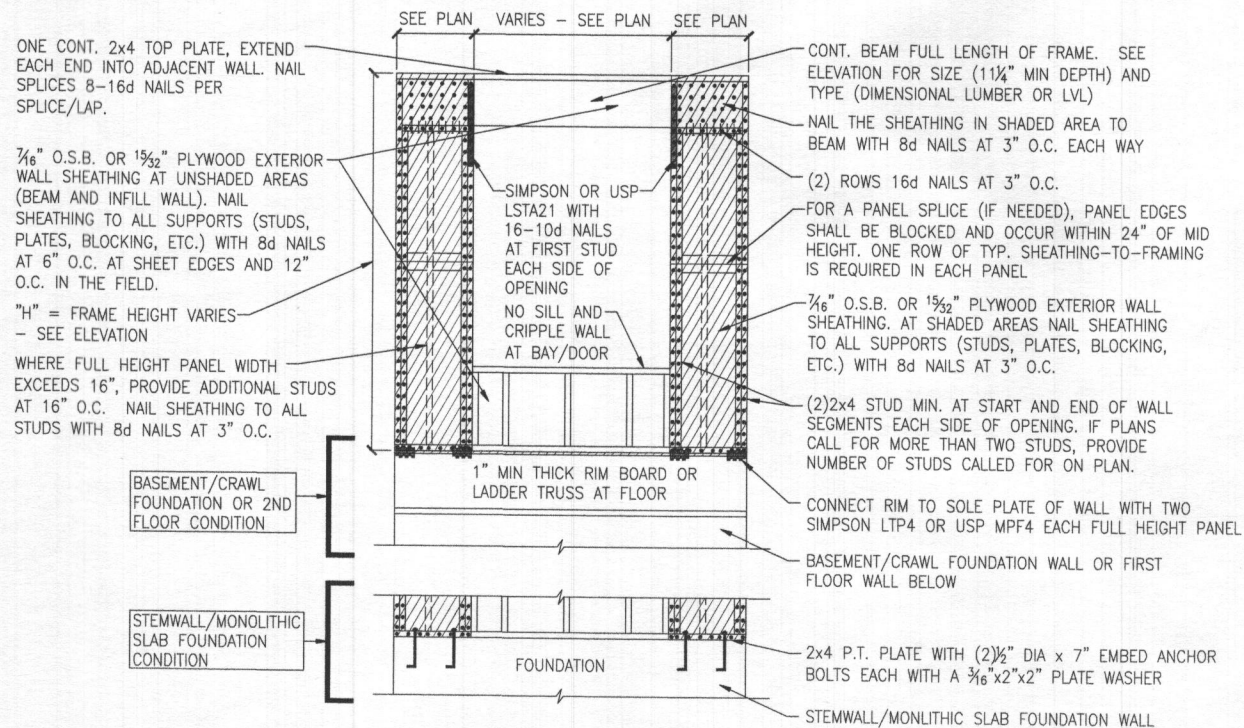 SEE PLAN
VARIES - SEE PLAN
SEE PLAN
ONE CONT. 2x4 TOP PLATE, EXTEND
EACH END INTO ADJACENT WALL. NAIL
SPLICES 8-16d NAILS PER
SPLICE/LAP.
7/16" O.S.B. OR 15/32" PLYWOOD EXTERIOR
WALL SHEATHING AT UNSHADED AREAS
(BEAM AND INFILL WALL). NAIL
SHEATHING TO ALL SUPPORTS (STUDS,
PLATES, BLOCKING, ETC.) WITH 8d NAILS
AT 6" O.C. AT SHEET EDGES AND 12"
O.C. IN THE FIELD.
"H" = FRAME HEIGHT VARIES
- SEE ELEVATION
WHERE FULL HEIGHT PANEL WIDTH
EXCEEDS 16", PROVIDE ADDITIONAL STUDS
AT 16" O.C. NAIL SHEATHING TO ALL
STUDS WITH 8d NAILS AT 3" O.C.
BASEMENT/CRAWL
FOUNDATION OR 2ND
FLOOR CONDITION
STEMWALL/MONOLITHIC
SLAB FOUNDATION
CONDITION
SIMPSON OR USP
LSTA21 WITH
16-10d NAILS
AT FIRST STUD
EACH SIDE OF
OPENING
NO SILL AND
CRIPPLE WALL
AT BAY/DOOR
1" MIN THICK RIM BOARD OR
LADDER TRUSS AT FLOOR
FOUNDATION
CONT. BEAM FULL LENGTH OF FRAME. SEE
ELEVATION FOR SIZE (11¼" MIN DEPTH) AND
TYPE (DIMENSIONAL LUMBER OR LVL)
NAIL THE SHEATHING IN SHADED AREA TO
BEAM WITH 8d NAILS AT 3" O.C. EACH WAY
(2) ROWS 16d NAILS AT 3" O.C.
FOR A PANEL SPLICE (IF NEEDED), PANEL EDGES
SHALL BE BLOCKED AND OCCUR WITHIN 24" OF MID
HEIGHT. ONE ROW OF TYP. SHEATHING-TO-FRAMING
IS REQUIRED IN EACH PANEL
7/16" O.S.B. OR 15/32" PLYWOOD EXTERIOR WALL
SHEATHING. AT SHADED AREAS NAIL SHEATHING
TO ALL SUPPORTS (STUDS, PLATES, BLOCKING,
ETC.) WITH 8d NAILS AT 3" O.C.
(2)2x4 STUD MIN. AT START AND END OF WALL
SEGMENTS EACH SIDE OF OPENING. IF PLANS
CALL FOR MORE THAN TWO STUDS, PROVIDE
NUMBER OF STUDS CALLED FOR ON PLAN.
CONNECT RIM TO SOLE PLATE OF WALL WITH TWO
SIMPSON LTP4 OR USP MPF4 EACH FULL HEIGHT PANEL
BASEMENT/CRAWL FOUNDATION WALL OR FIRST
FLOOR WALL BELOW
2x4 P.T. PLATE WITH (2)½" DIA x 7" EMBED ANCHOR
BOLTS EACH WITH A 3/16"x2"x2" PLATE WASHER
STEMWALL/MONLITHIC SLAB FOUNDATION WALL